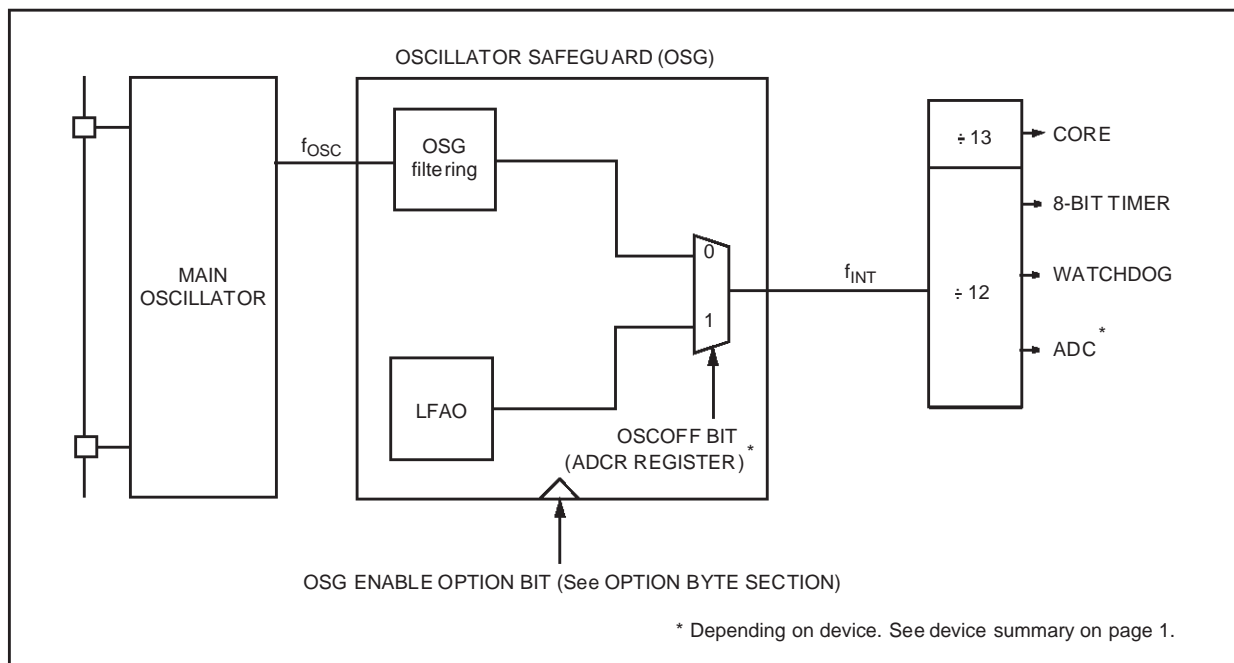 OSCILLATOR SAFEGUARD (OSG)
MAIN
OSCILLATOR
fOSC
OSG
filtering
LFAO
0
1
OSCOFF BIT
(ADCR REGISTER)*
fINT
÷ 13
÷ 12
CORE
8-BIT TIMER
WATCHDOG
ADC*
OSG ENABLE OPTION BIT (See OPTION BYTE SECTION)
* Depending on device. See device summary on page 1.